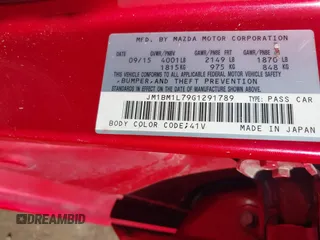 MFD. BY MAZDA MOTOR CORPORATION
09/15 GVWR/PNBV GAWR/PNBE FRT GAWR/PNBE RR
4001LB 2149 LB 1870 LB
1815KG 975 KG 848 KG
THIS VEHICLE CONFORMS TO ALL APPLICABLE FEDERAL MOTOR VEHICLE SAFETY,
BUMPER, AND THEFT PREVENTION
STANDARDS IN EFFECT ON THE DATE OF MANUFACTURE SHOWN ABOVE.
JM1BM1L79G1291789 TYPE: PASS CAR
BODY COLOR CODE:41V
MADE IN JAPAN
DREAMBID